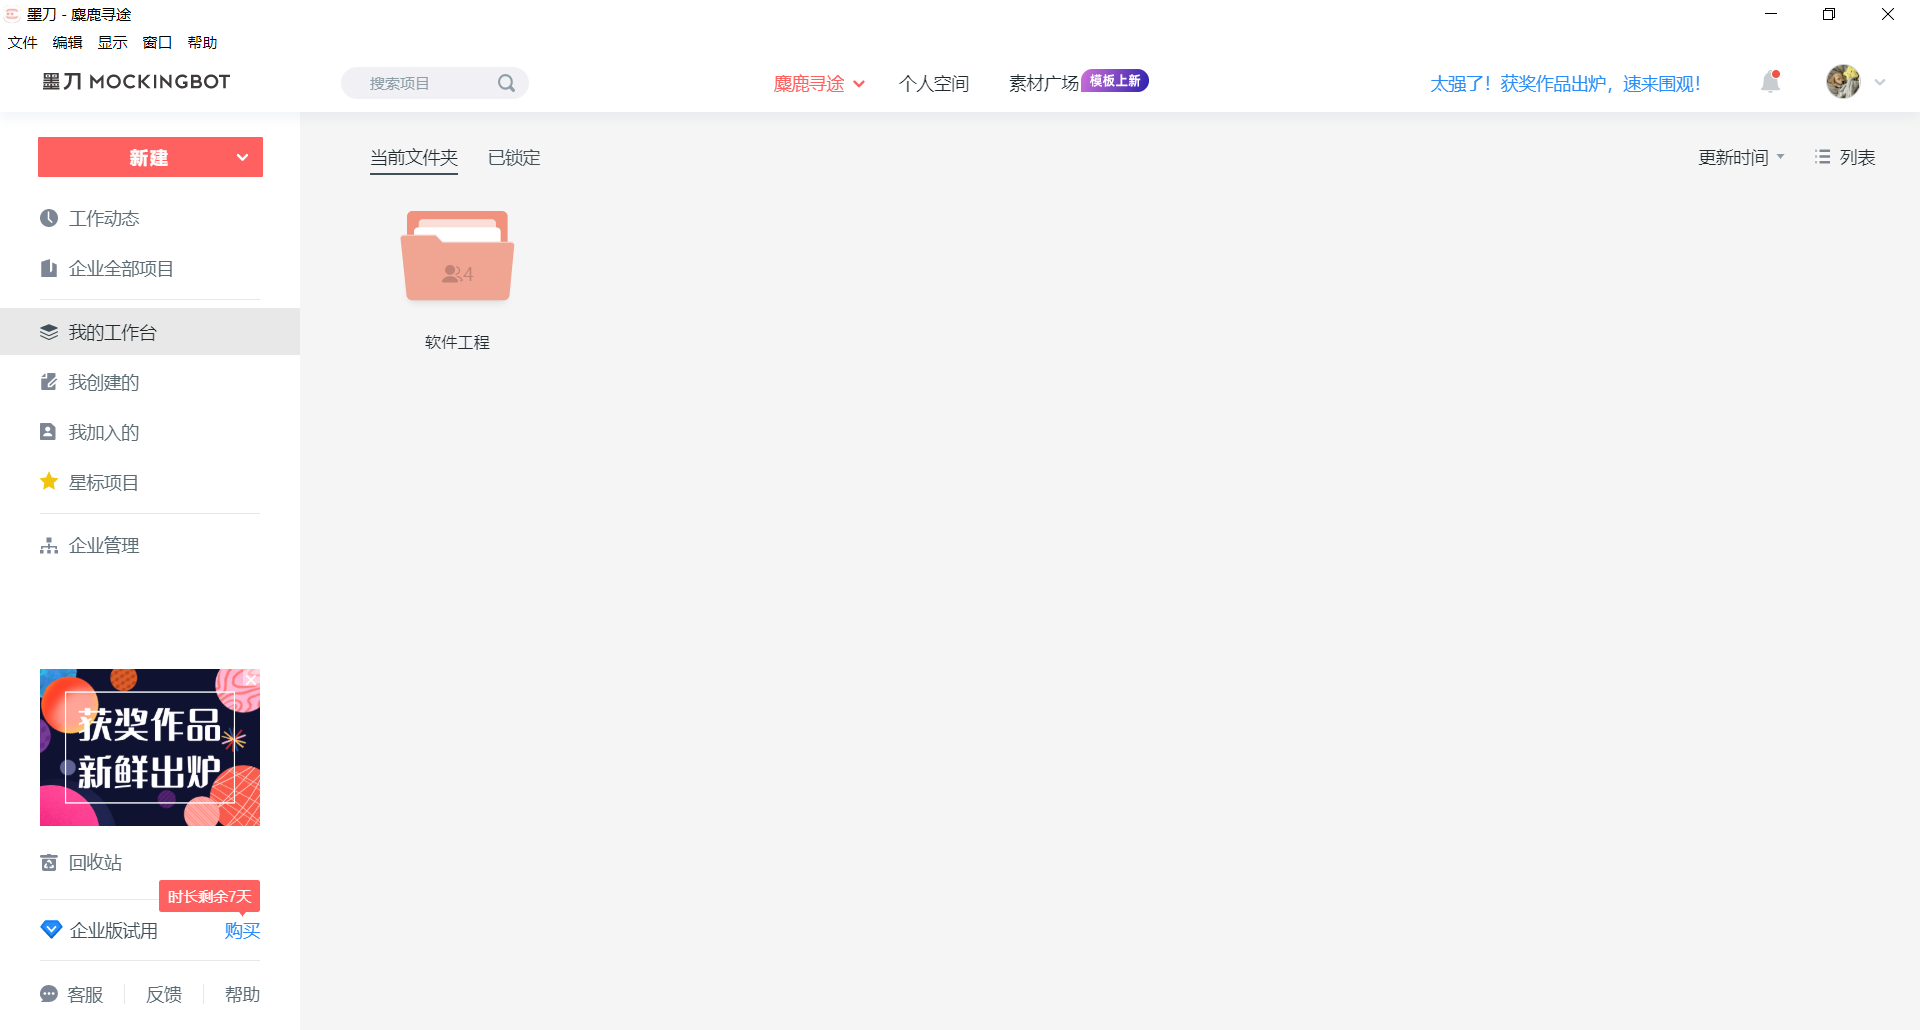 墨刀 - 麋鹿寻途
文件 编辑 显示 窗口 帮助
墨刀 MOCKINGBOT
搜索项目
麋鹿寻途
个人空间
素材广场
模板上新
太强了！获奖作品出炉，速来围观！
新建
工作动态
企业全部项目
我的工作台
我创建的
我加入的
星标项目
企业管理
获奖作品
新鲜出炉
回收站
时长剩余7天
企业版试用 购买
客服 反馈 帮助
当前文件夹 已锁定
更新时间 列表
4
软件工程